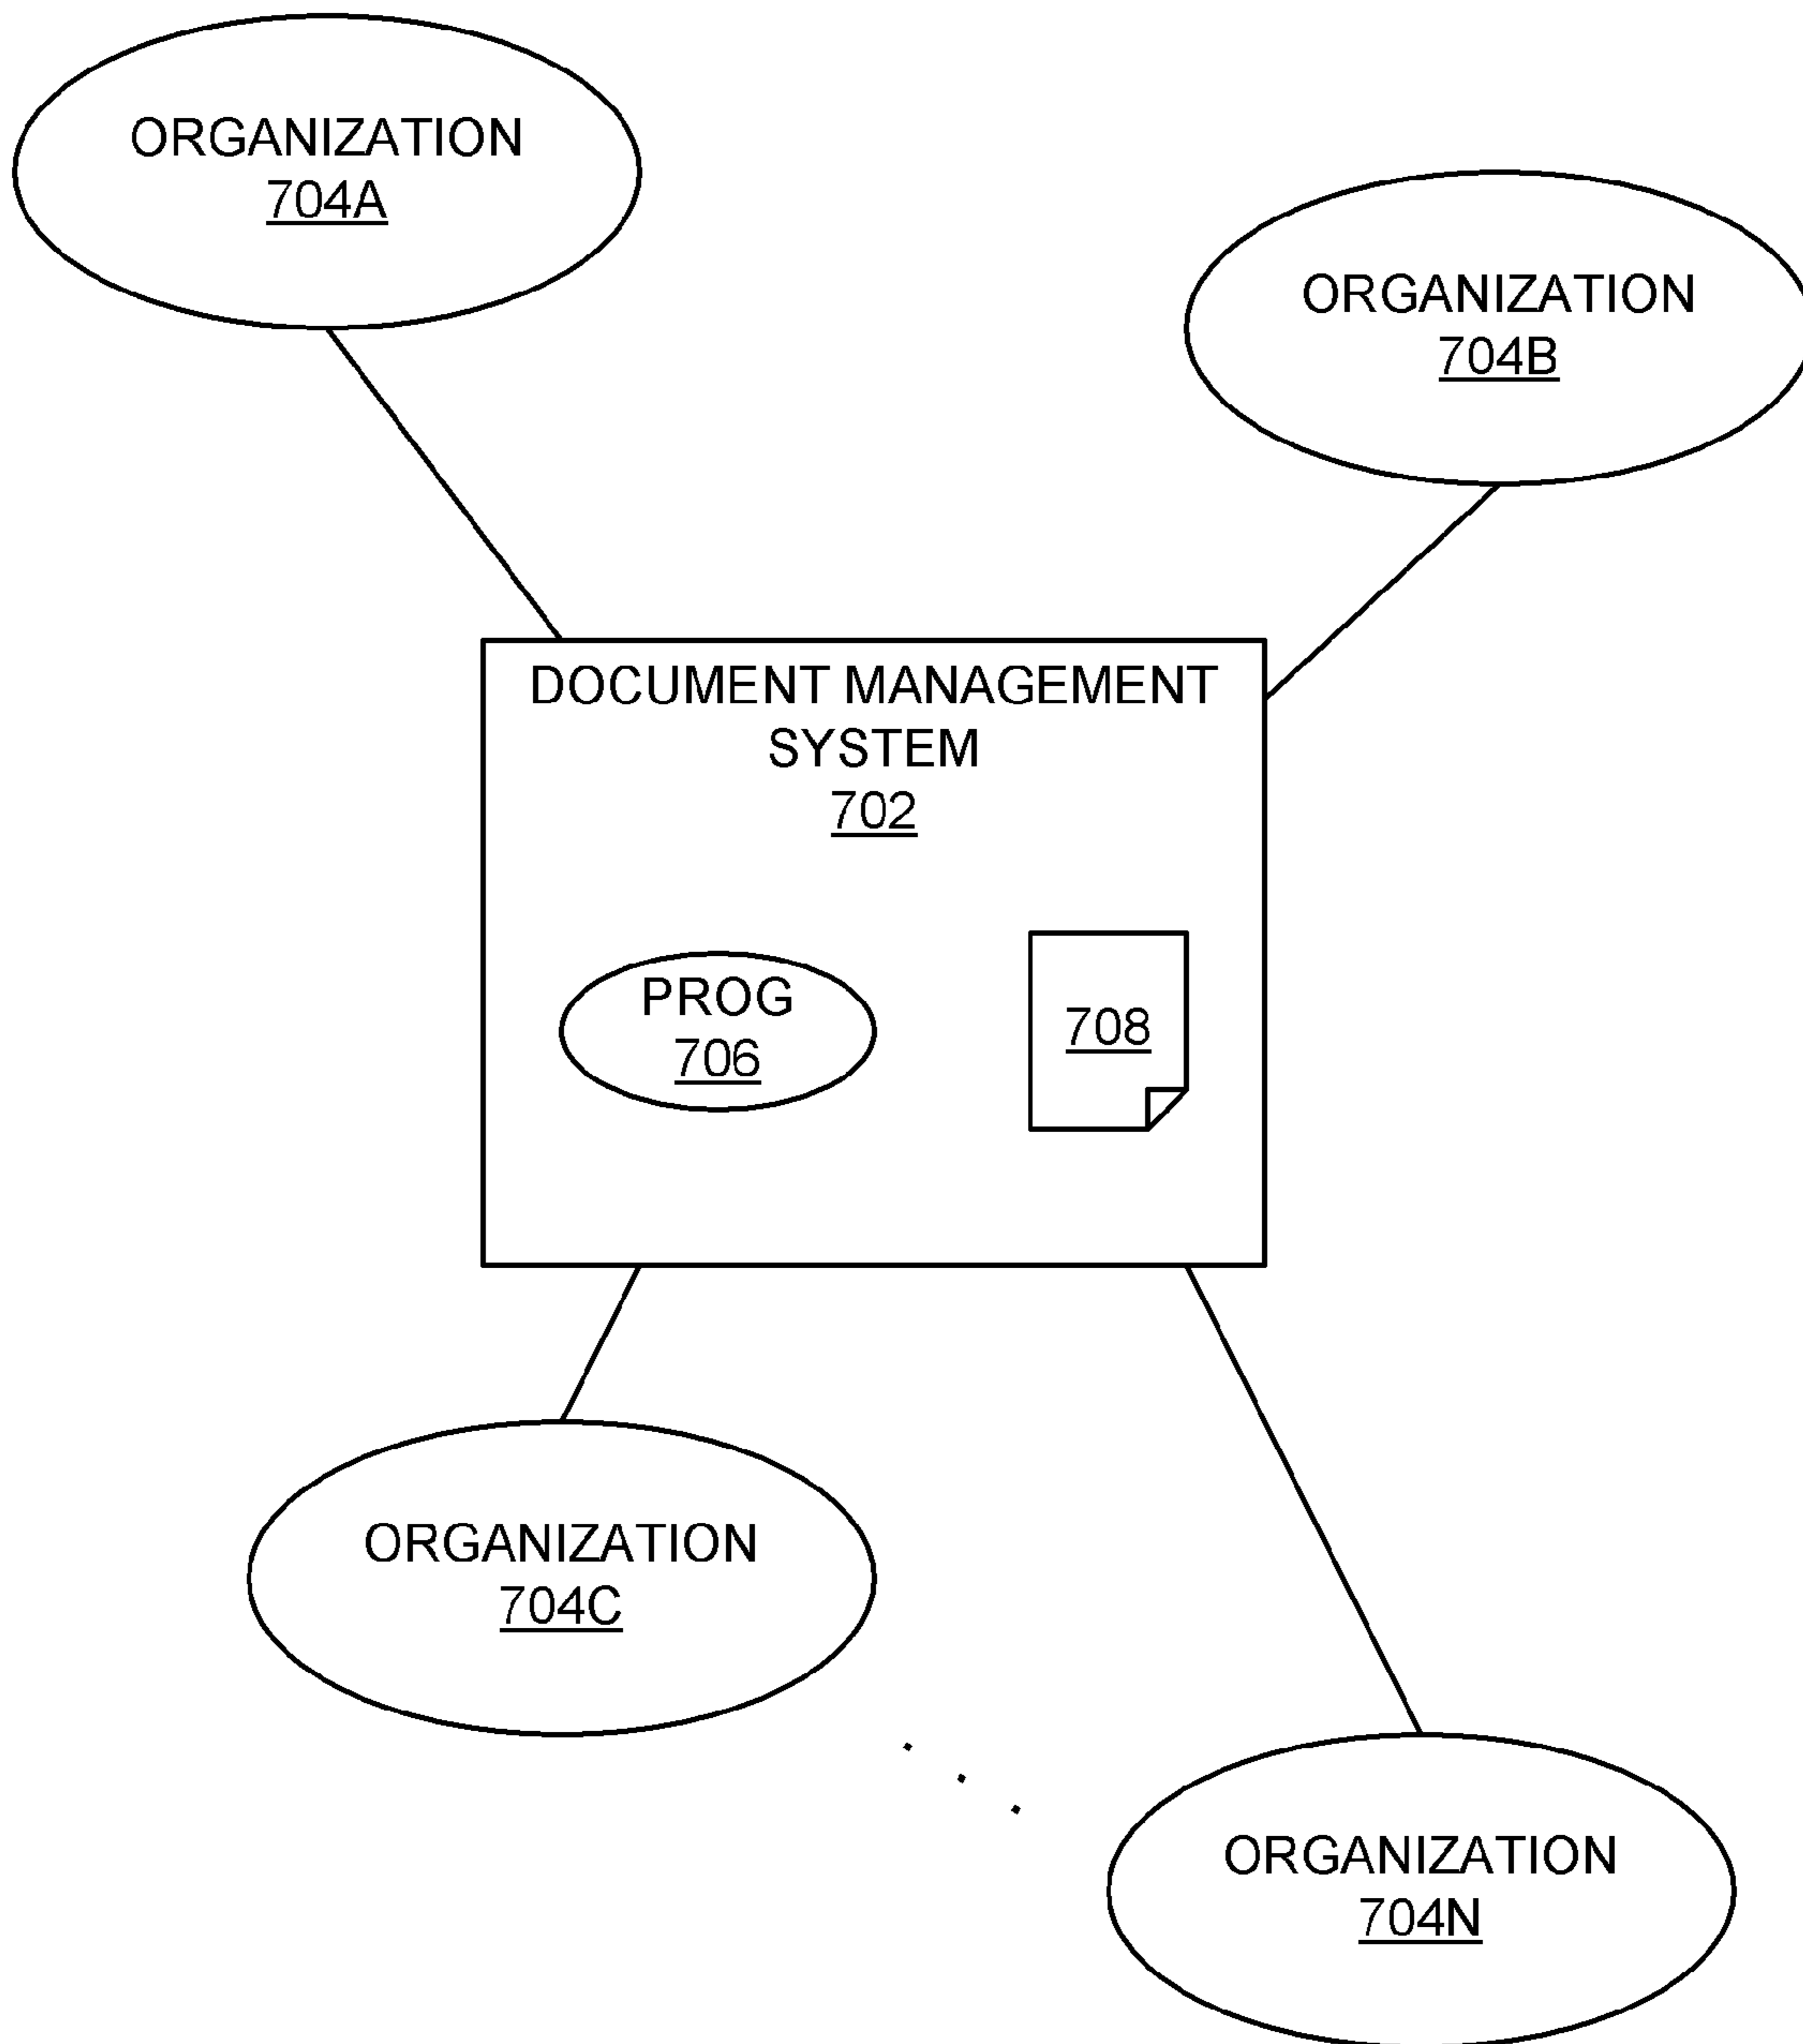 ORGANIZATION
704A
ORGANIZATION
704B
DOCUMENT MANAGEMENT
SYSTEM
702
PROG
706
708
ORGANIZATION
704C
ORGANIZATION
704N